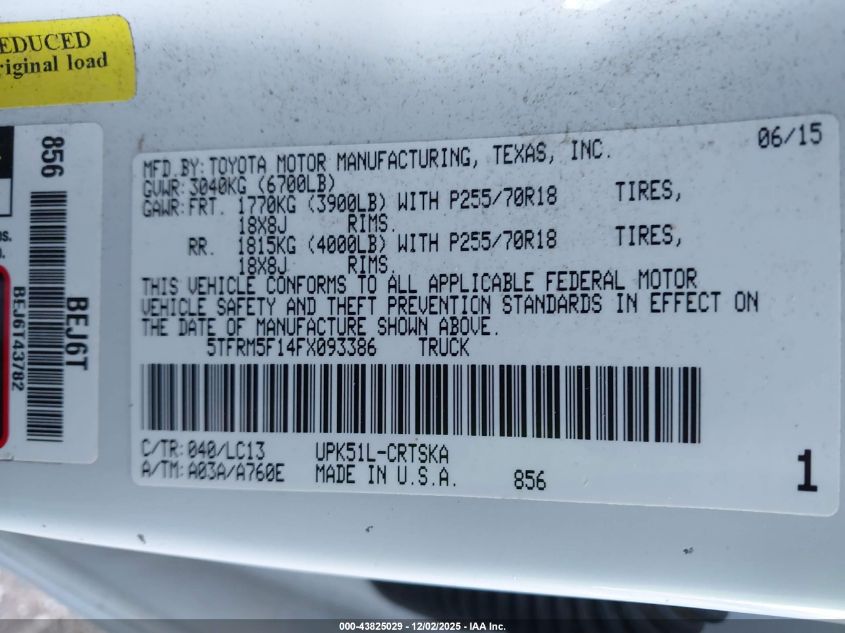 EDUCED
riginal load
856
BEJ6T
BEJ6T43782
06/15
MFD.BY: TOYOTA MOTOR MANUFACTURING, TEXAS, INC.
GVWR: 3040KG (6700LB)
GAWR: FRT. 1770KG (3900LB) WITH P255/70R18 TIRES,
18X8J RIMS.
RR. 1815KG (4000LB) WITH P255/70R18 TIRES,
18X8J RIMS.
THIS VEHICLE CONFORMS TO ALL APPLICABLE FEDERAL MOTOR
VEHICLE SAFETY AND THEFT PREVENTION STANDARDS IN EFFECT ON
THE DATE OF MANUFACTURE SHOWN ABOVE.
5TFRM5F14FX093386 TRUCK
C/TR: 040/LC13 UPK51L-CRTSKA
A/TM: A03A/A760E MADE IN U.S.A. 856 1
000-43825029 - 12/02/2025 - IAA Inc.